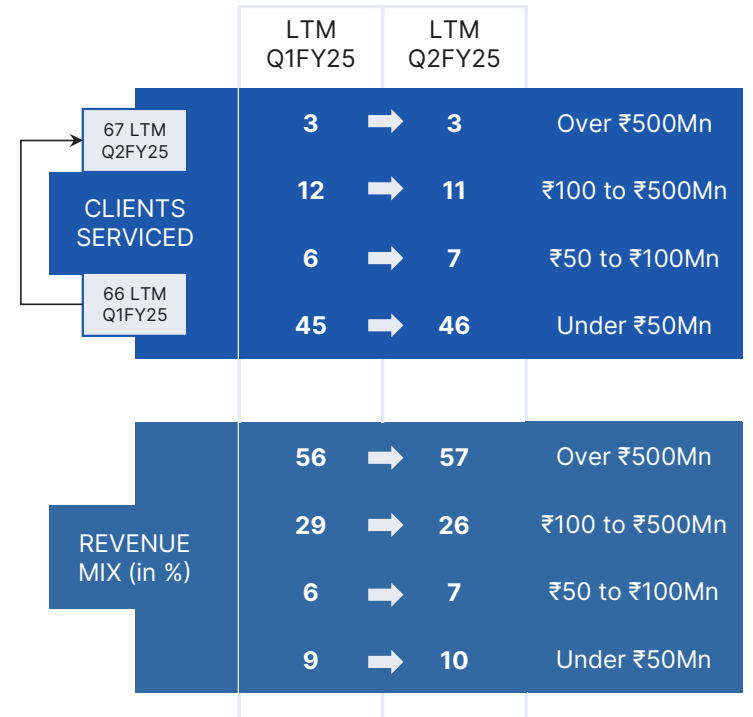 LTM
Q1FY25
LTM
Q2FY25
67 LTM
Q2FY25
CLIENTS
SERVICED
66 LTM
Q1FY25
3 3 Over ₹500Mn
12 11 ₹100 to ₹500Mn
6 7 ₹50 to ₹100Mn
45 46 Under ₹50Mn
REVENUE
MIX (in %)
56 57 Over ₹500Mn
29 26 ₹100 to ₹500Mn
6 7 ₹50 to ₹100Mn
9 10 Under ₹50Mn